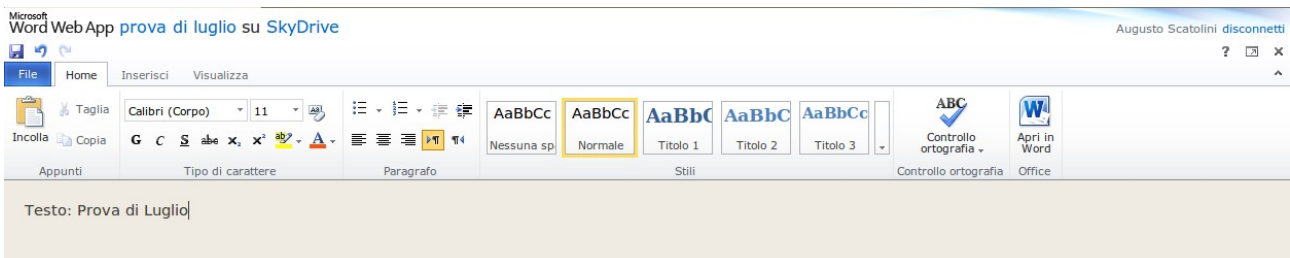 Microsoft
Word Web App prova di luglio su SkyDrive
Augusto Scatolini disconnetti
?
File Home Inserisci Visualizza
Incolla
Taglia
Copia
Calibri (Corpo) 11
G C S abc x₂ x² ab A
AaBbCc AaBbCc AaBbC AaBbC AaBbCc
Nessuna sp Normale Titolo 1 Titolo 2 Titolo 3
ABC
Controllo
ortografia
W
Apri in
Word
Appunti Tipo di carattere Paragrafo Stili Controllo ortografia Office
Testo: Prova di Luglio